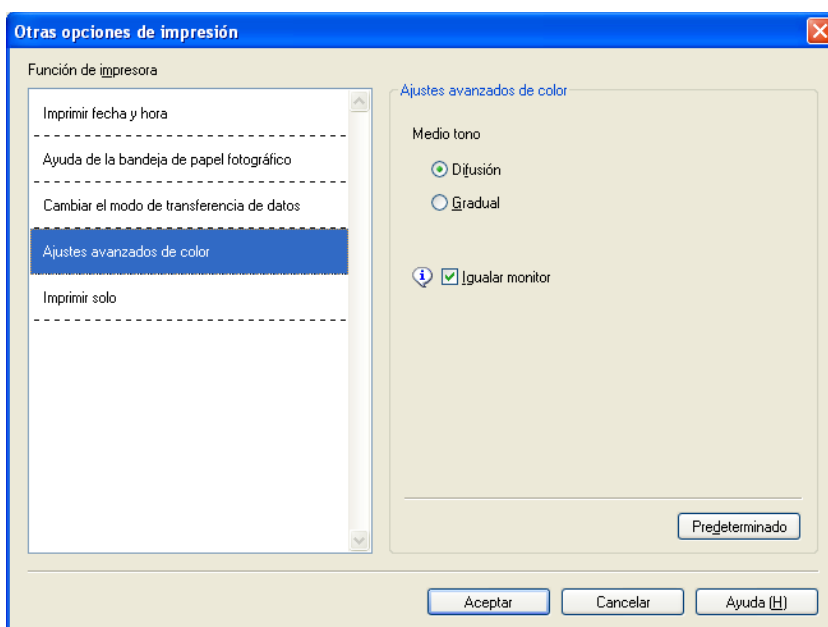 Otras opciones de impresión
Función de impresora
Imprimir fecha y hora
Ayuda de la bandeja de papel fotográfico
Cambiar el modo de transferencia de datos
Ajustes avanzados de color
Imprimir solo
Ajustes avanzados de color
Medio tono
Difusión
Gradual
Igualar monitor
Predeterminado
Aceptar
Cancelar
Ayuda (H)